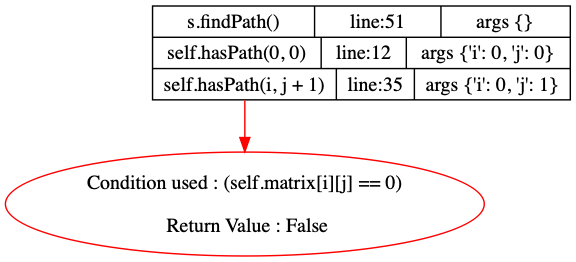 s.findPath() line:51 args {}
self.hasPath(0, 0) line:12 args {'i': 0, 'j': 0}
self.hasPath(i, j + 1) line:35 args {'i': 0, 'j': 1}
Condition used : (self.matrix[i][j] == 0)
Return Value : False